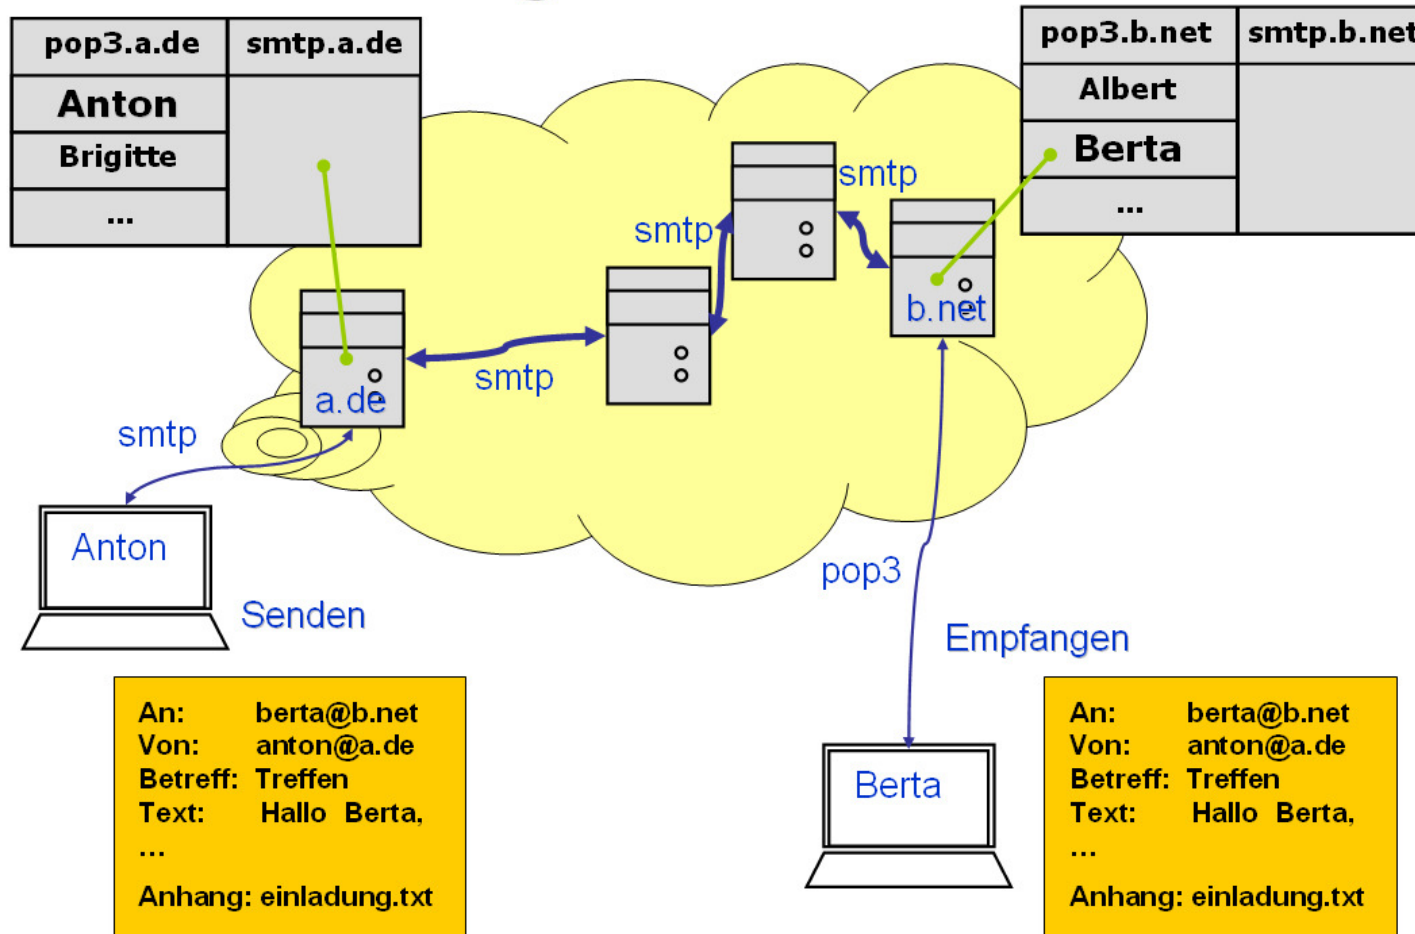 pop3.a.de smtp.a.de
Anton
Brigitte
...
pop3.b.net smtp.b.net
Albert
Berta
...
smtp
smtp
b.net
a.de
smtp
smtp
Anton
Senden
pop3
Empfangen
Berta
An: berta@b.net
Von: anton@a.de
Betreff: Treffen
Text: Hallo Berta,
...
Anhang: einladung.txt
An: berta@b.net
Von: anton@a.de
Betreff: Treffen
Text: Hallo Berta,
...
Anhang: einladung.txt